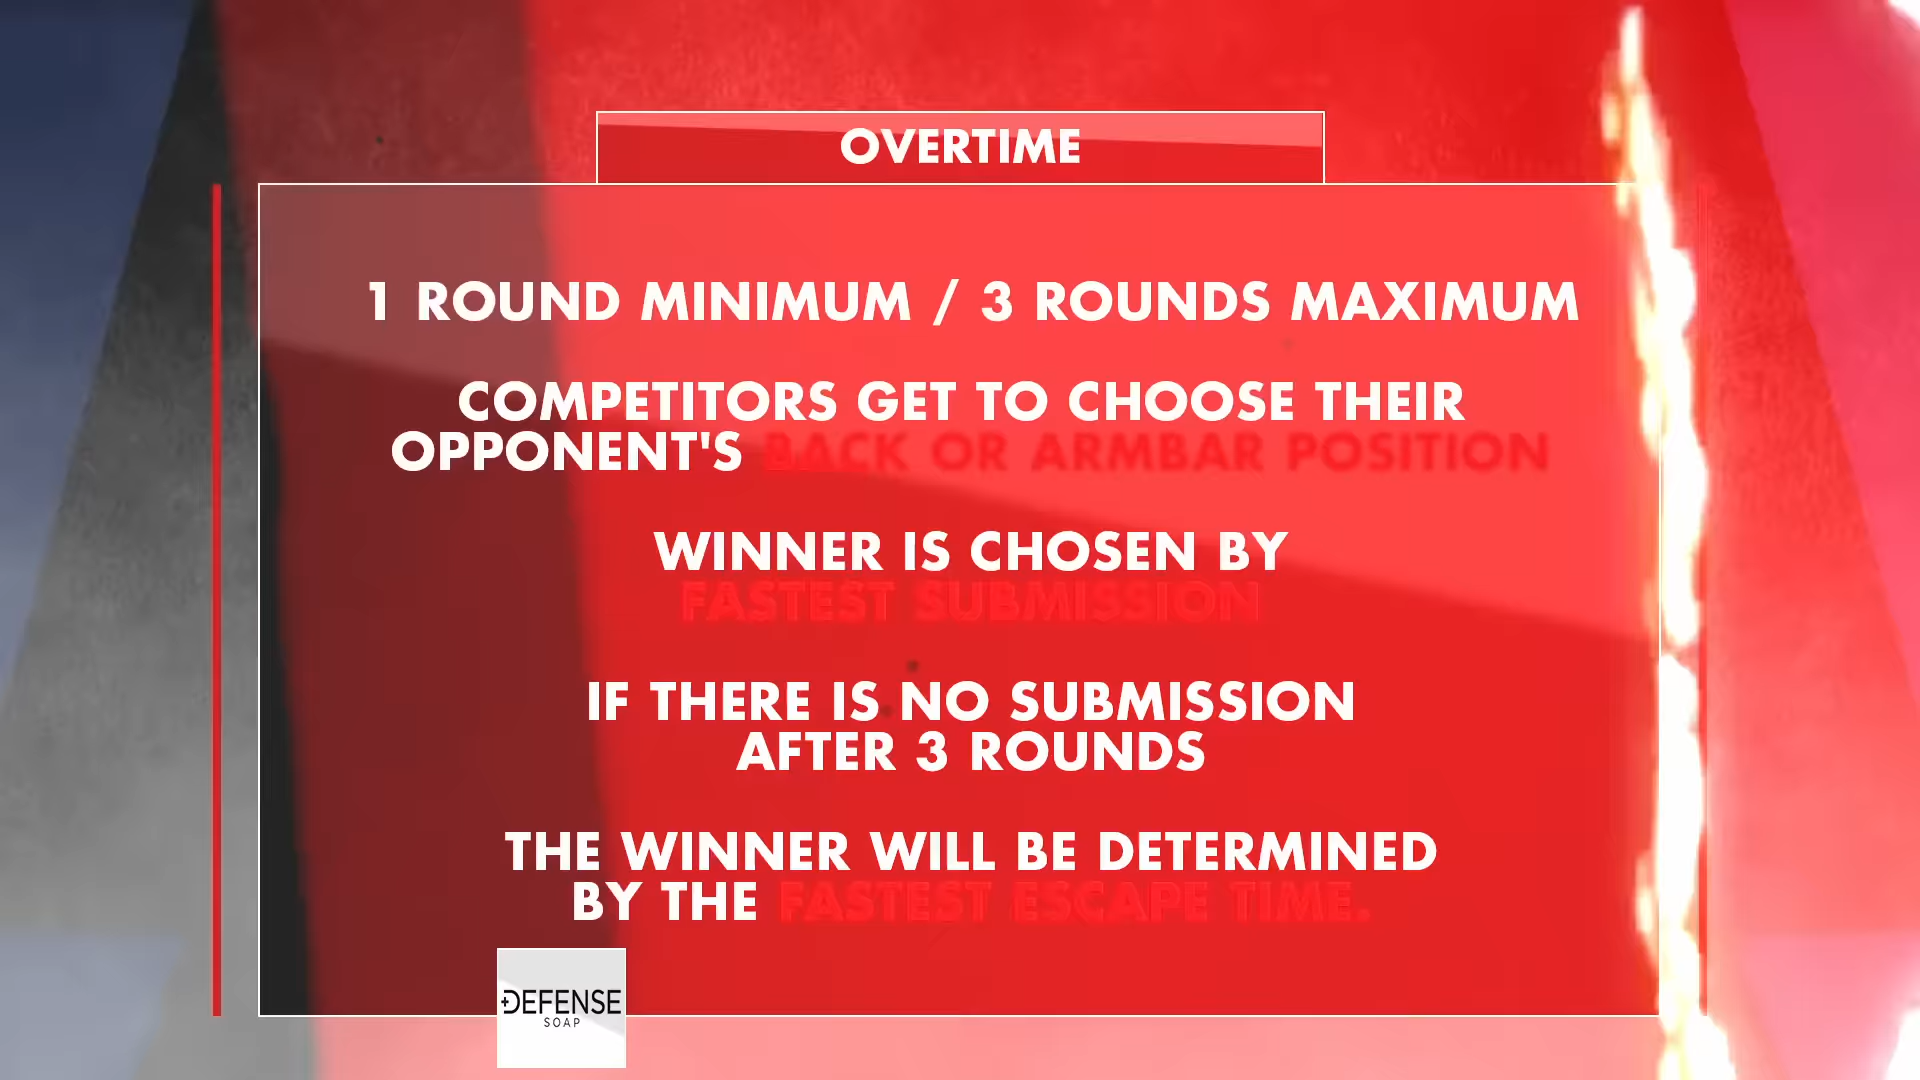 OVERTIME
1 ROUND MINIMUM / 3 ROUNDS MAXIMUM
COMPETITORS GET TO CHOOSE THEIR
OPPONENT'S BACK OR ARMBAR POSITION
WINNER IS CHOSEN BY
FASTEST SUBMISSION
IF THERE IS NO SUBMISSION
AFTER 3 ROUNDS
THE WINNER WILL BE DETERMINED
BY THE FASTEST ESCAPE TIME.
DEFENSE
SOAP